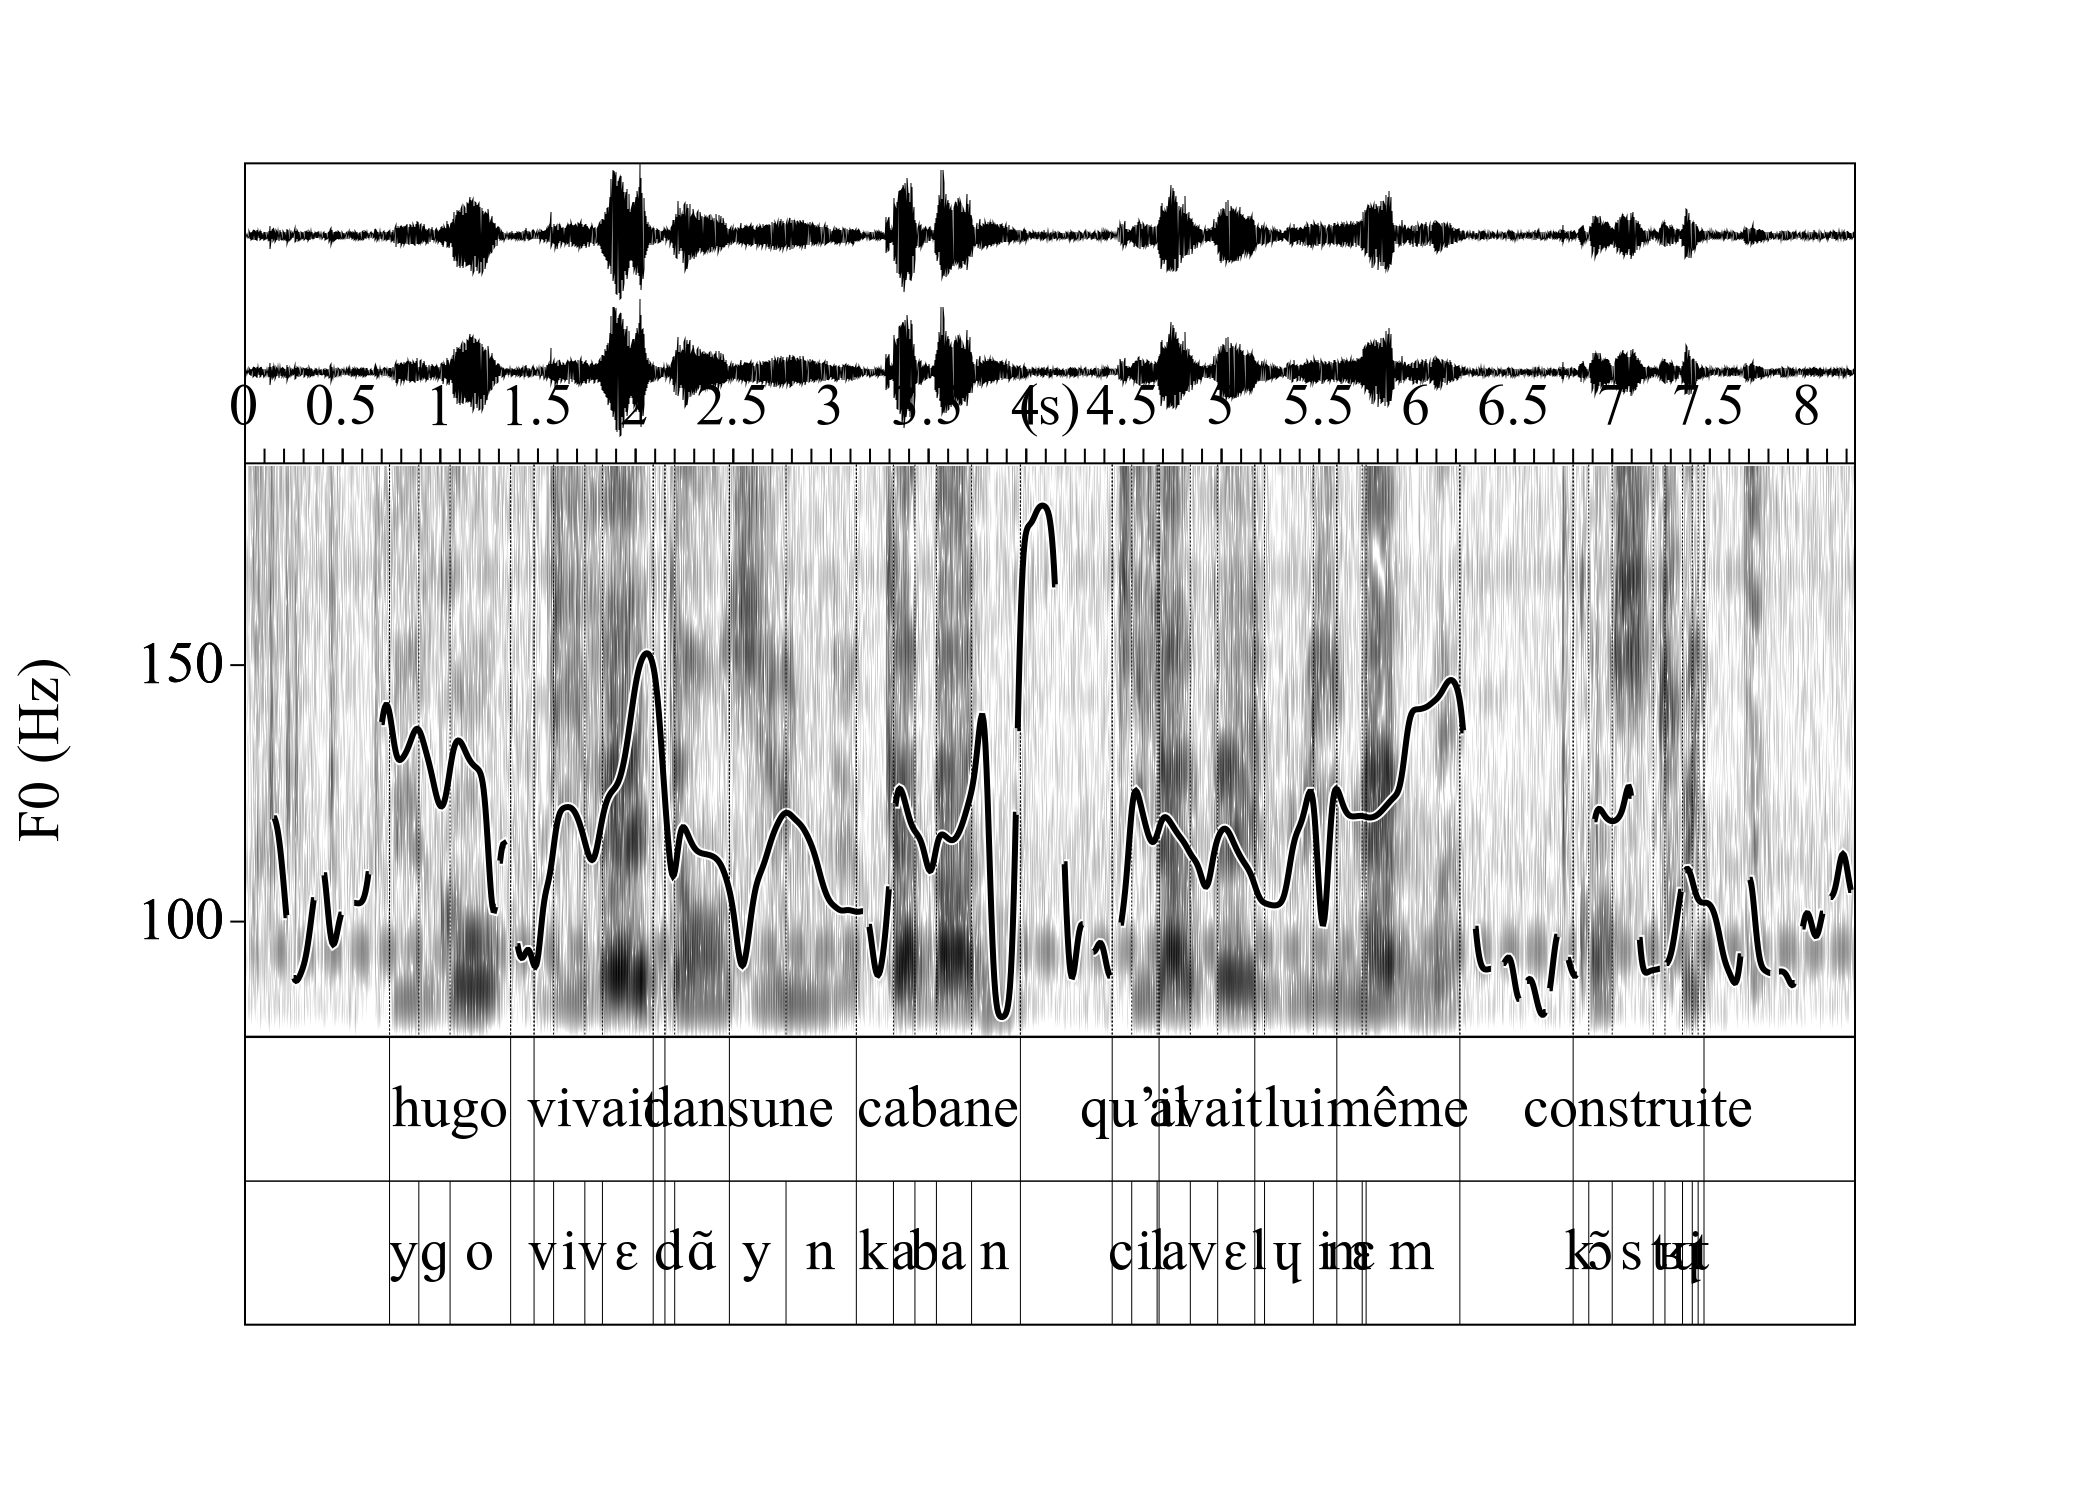 0 0.5 1 1.5 2 2.5 3 3.5 4 (s) 4.5 5 5.5 6 6.5 7 7.5 8
F0 (Hz)
150
100
hugo vivait dans une cabane qu’il avait lui même construite
y ɡ o v i v ɛ d ɑ̃ y n k a b a n c i l a v ɛ l ɥ i m ɛ m k ɔ̃ s t ʁ ɥ i t